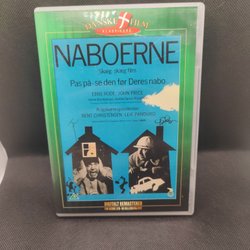 DANSKE FILM
KLASSIKERE
NABOERNE
Skæg, skæg film
Pas på-se den før Deres nabo
EBBE RODE, JOHN PRICE
BENT CHRISTENSEN, LEIF PANDURO
DIGITALT REMASTERET